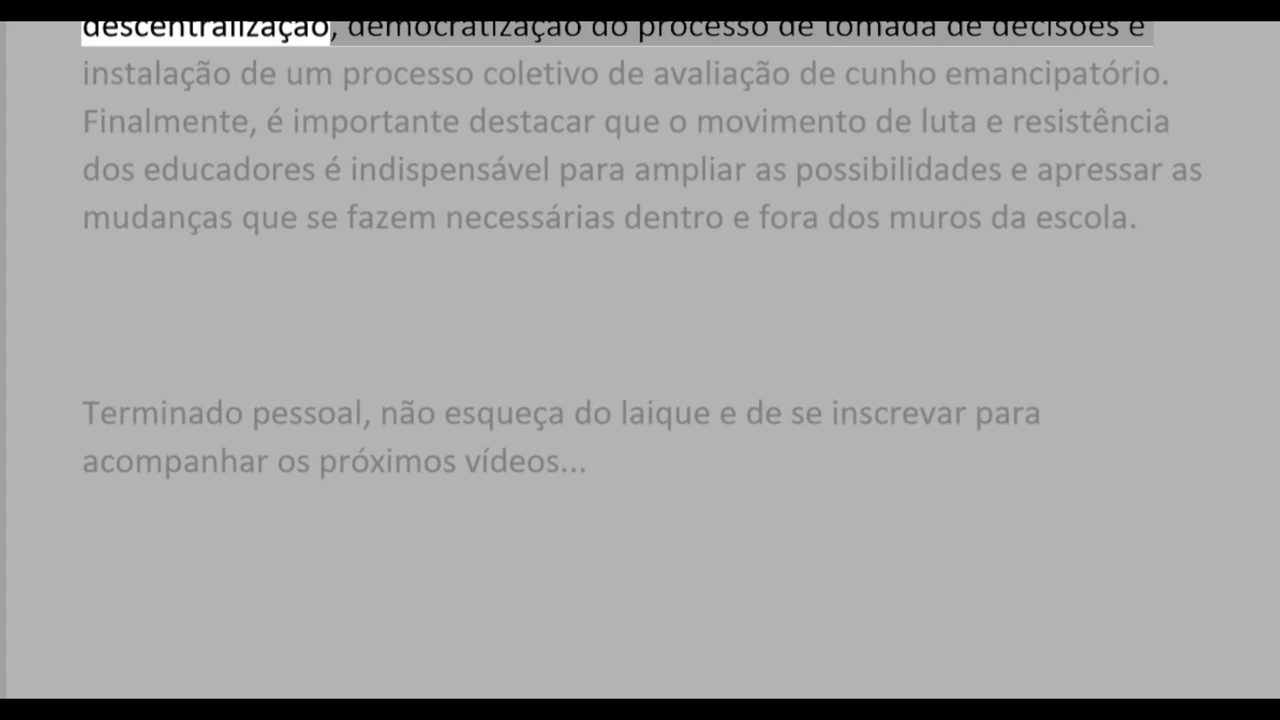 descentralização, democratização do processo de tomada de decisões e
instalação de um processo coletivo de avaliação de cunho emancipatório.
Finalmente, é importante destacar que o movimento de luta e resistência
dos educadores é indispensável para ampliar as possibilidades e apressar as
mudanças que se fazem necessárias dentro e fora dos muros da escola.
Terminado pessoal, não esqueça do laique e de se inscrevar para
acompanhar os próximos vídeos...